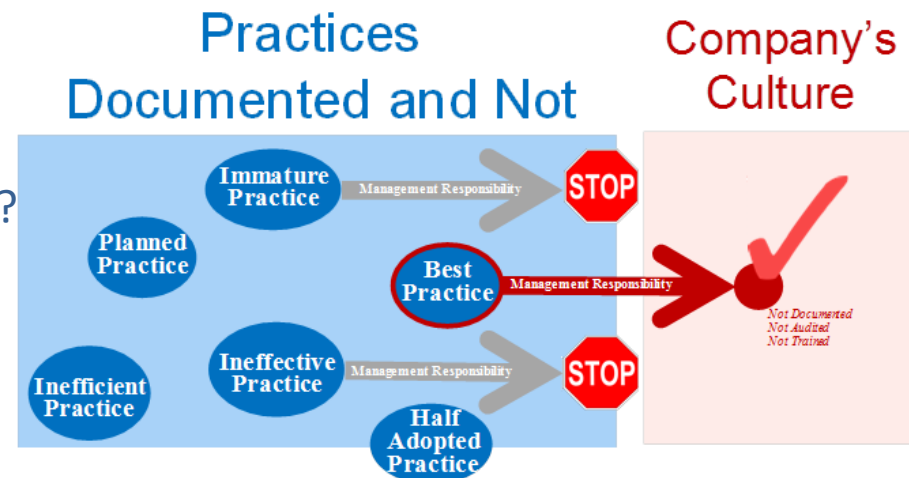 Practices
Documented and Not
Company's
Culture
?
Immature
Practice
Management Responsibility
STOP
Planned
Practice
Best
Practice
Management Responsibility
Not Documented
Not Audited
Not Trained
Ineffective
Practice
Management Responsibility
STOP
Inefficient
Practice
Half
Adopted
Practice